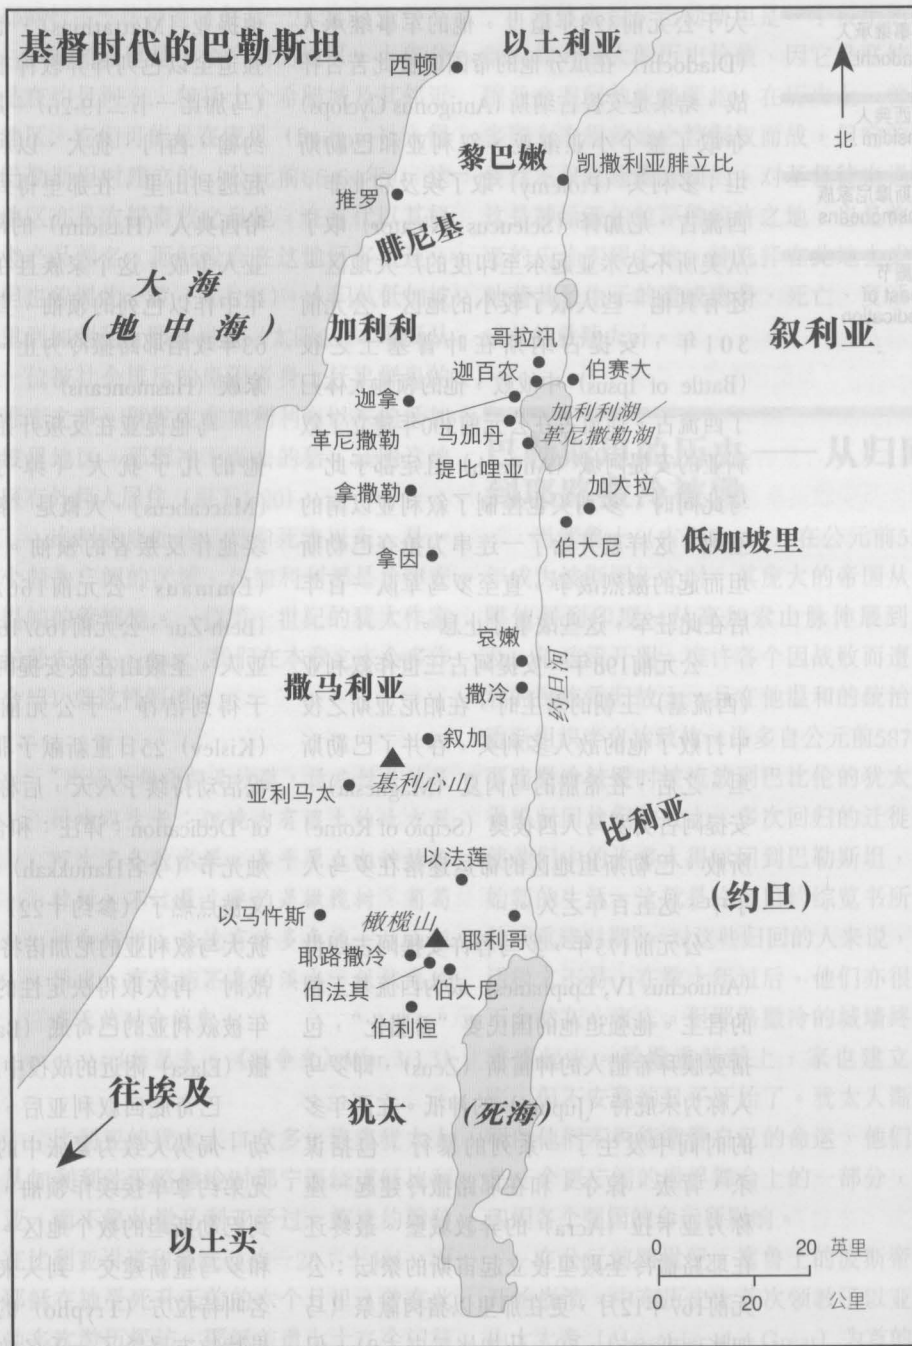 基督时代的巴勒斯坦
以土利亚
西顿
北
黎巴嫩
凯撒利亚腓立比
推罗
腓尼基
大海
（地中海）
加利利
叙利亚
哥拉汛
迦百农
伯赛大
迦拿
加利利湖
革尼撒勒
马加丹
革尼撒勒湖
提比哩亚
拿撒勒
加大拉
伯大尼
低加坡里
拿因
哀嫩
约旦河
撒冷
撒马利亚
叙加
基利心山
亚利马太
比利亚
以法莲
（约旦）
以马忤斯
橄榄山
耶利哥
耶路撒冷
伯法其
伯大尼
伯利恒
往埃及
犹太
（死海）
以土买
0 20 英里
0 20 公里